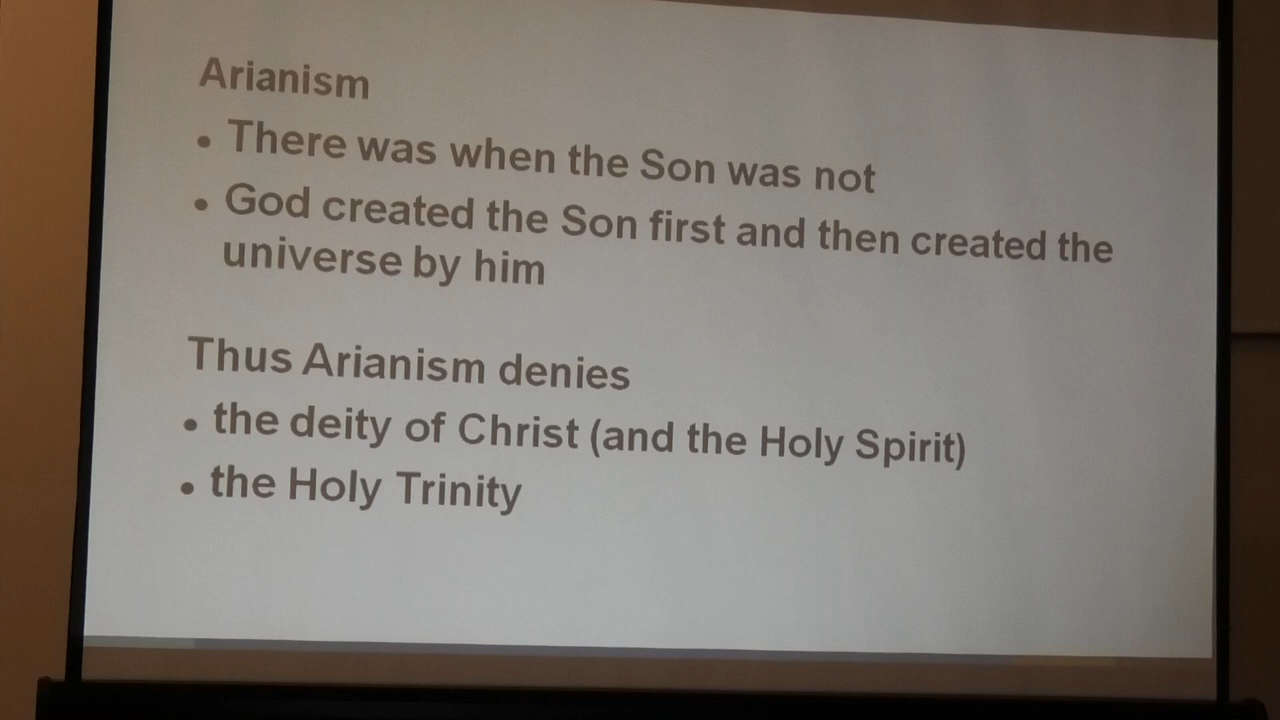 Arianism
• There was when the Son was not
• God created the Son first and then created the
universe by him
Thus Arianism denies
• the deity of Christ (and the Holy Spirit)
• the Holy Trinity